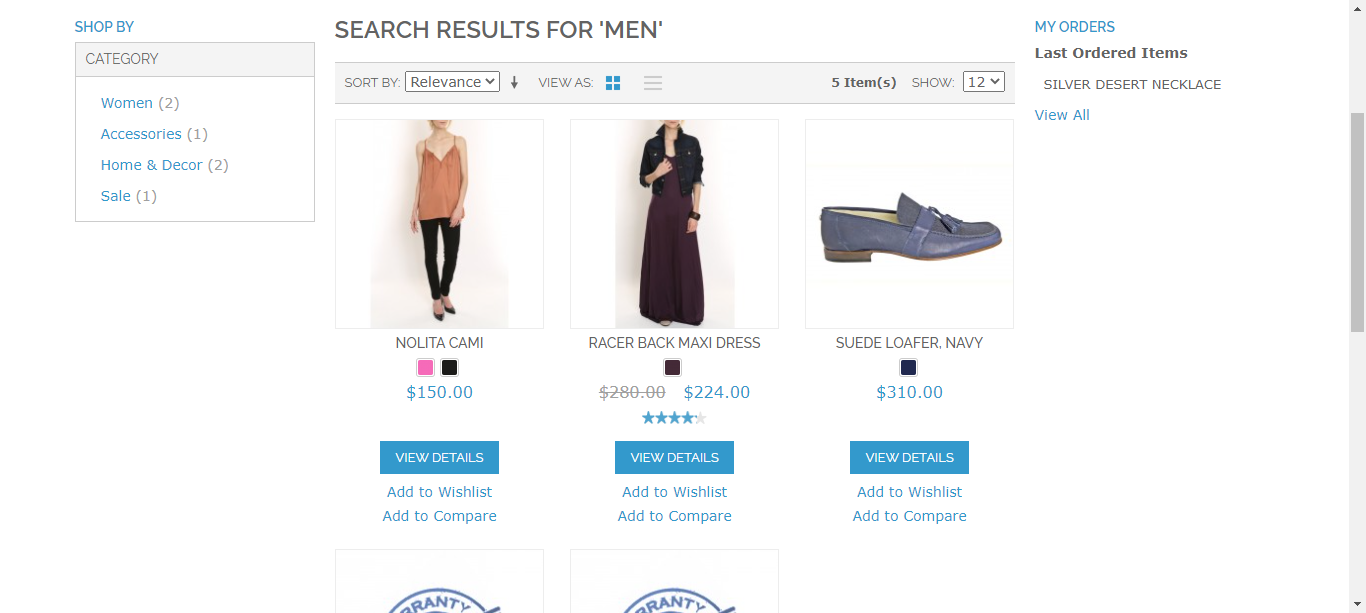 SHOP BY
CATEGORY
Women (2)
Accessories (1)
Home & Decor (2)
Sale (1)
SEARCH RESULTS FOR 'MEN'
SORT BY: Relevance VIEW AS: 5 Item(s) SHOW: 12
NOLITA CAMI
$150.00
VIEW DETAILS
Add to Wishlist
Add to Compare
RACER BACK MAXI DRESS
$280.00 $224.00
VIEW DETAILS
Add to Wishlist
Add to Compare
SUEDE LOAFER, NAVY
$310.00
VIEW DETAILS
Add to Wishlist
Add to Compare
RRANTY
RRANTY
MY ORDERS
Last Ordered Items
SILVER DESERT NECKLACE
View All